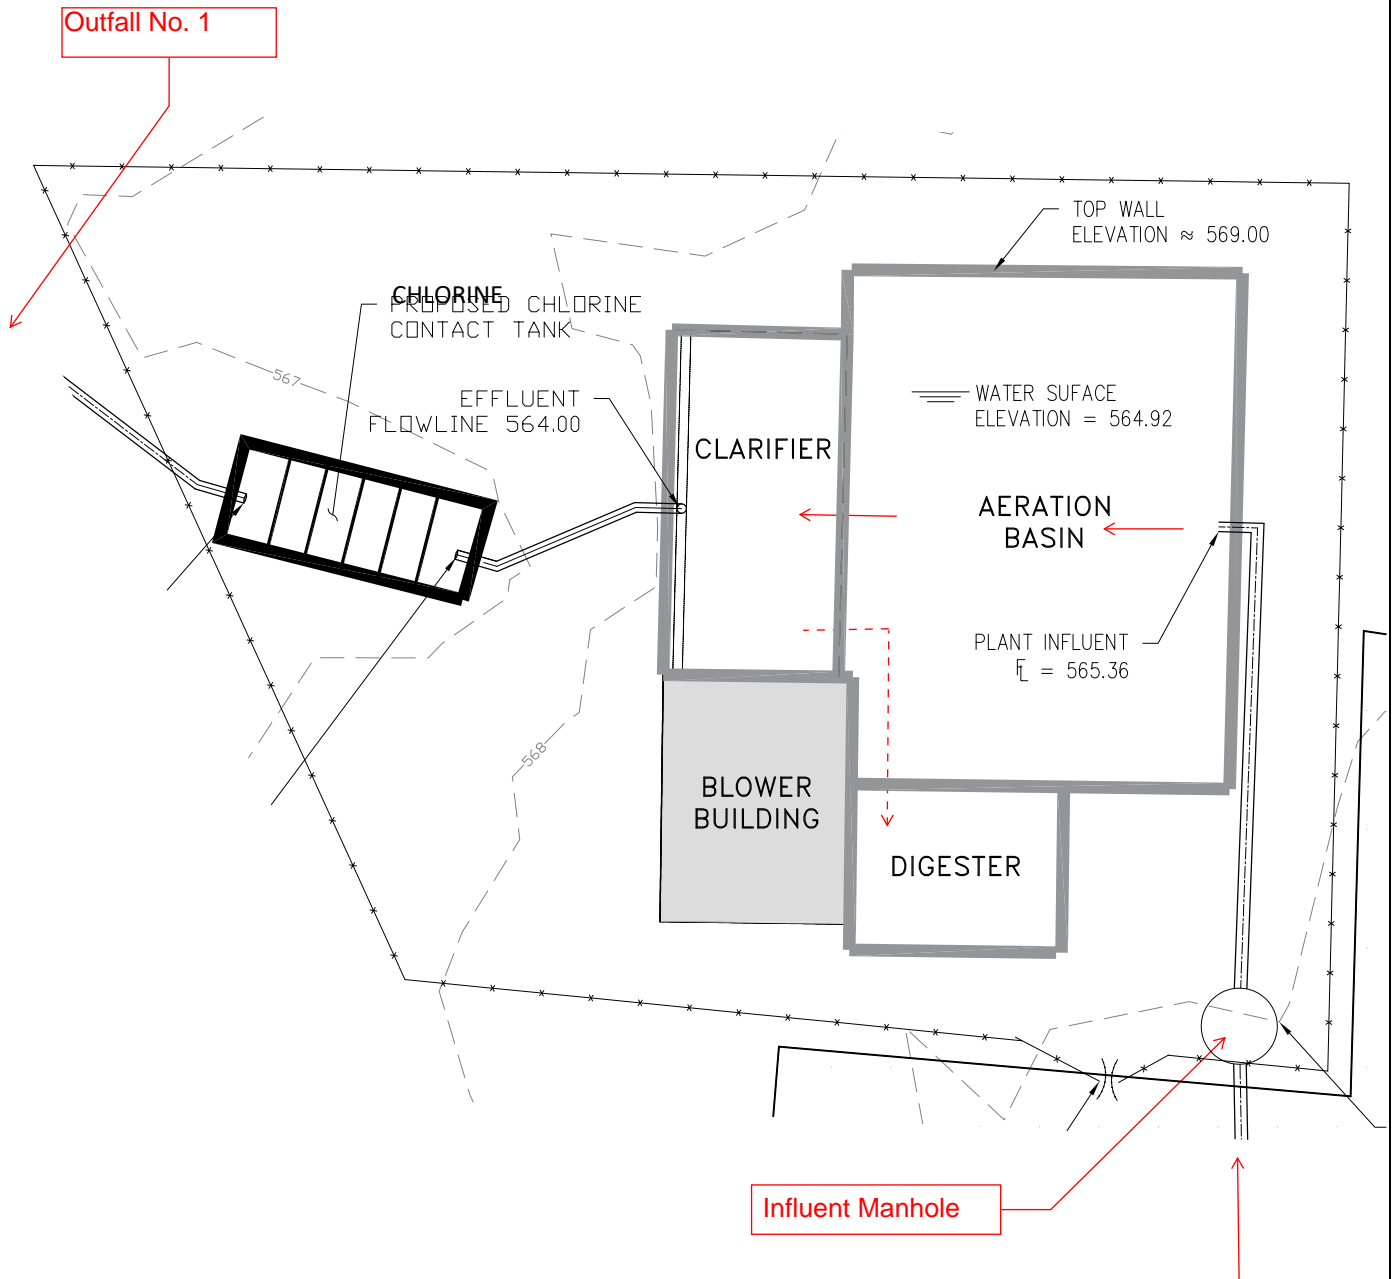 Outfall No. 1
TOP WALL
ELEVATION ≈ 569.00
CHLORINE
PROPOSED CHLORINE
CONTACT TANK
567
EFFLUENT
FLOWLINE 564.00
WATER SUFACE
ELEVATION = 564.92
CLARIFIER
AERATION
BASIN
PLANT INFLUENT
FL = 565.36
568
BLOWER
BUILDING
DIGESTER
Influent Manhole